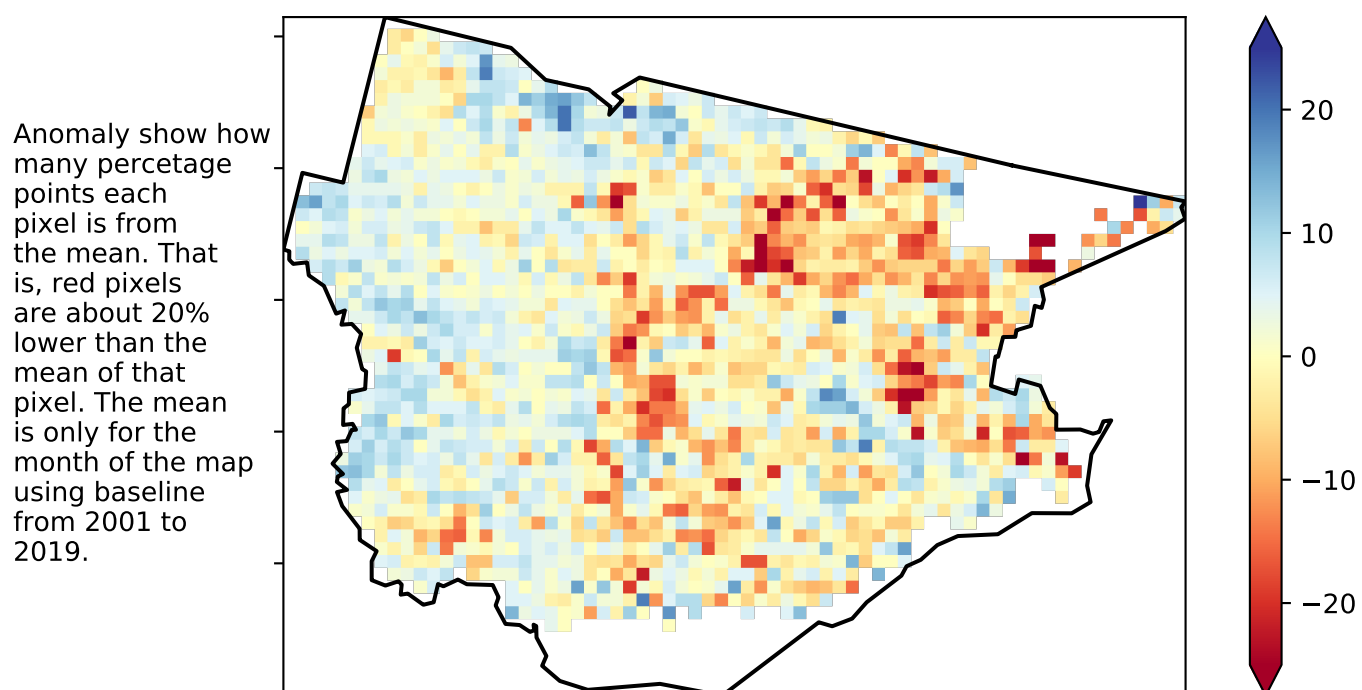 Anomaly show how
many percetage
points each
pixel is from
the mean. That
is, red pixels
are about 20%
lower than the
mean of that
pixel. The mean
is only for the
month of the map
using baseline
from 2001 to
2019.
20
10
0
−10
−20